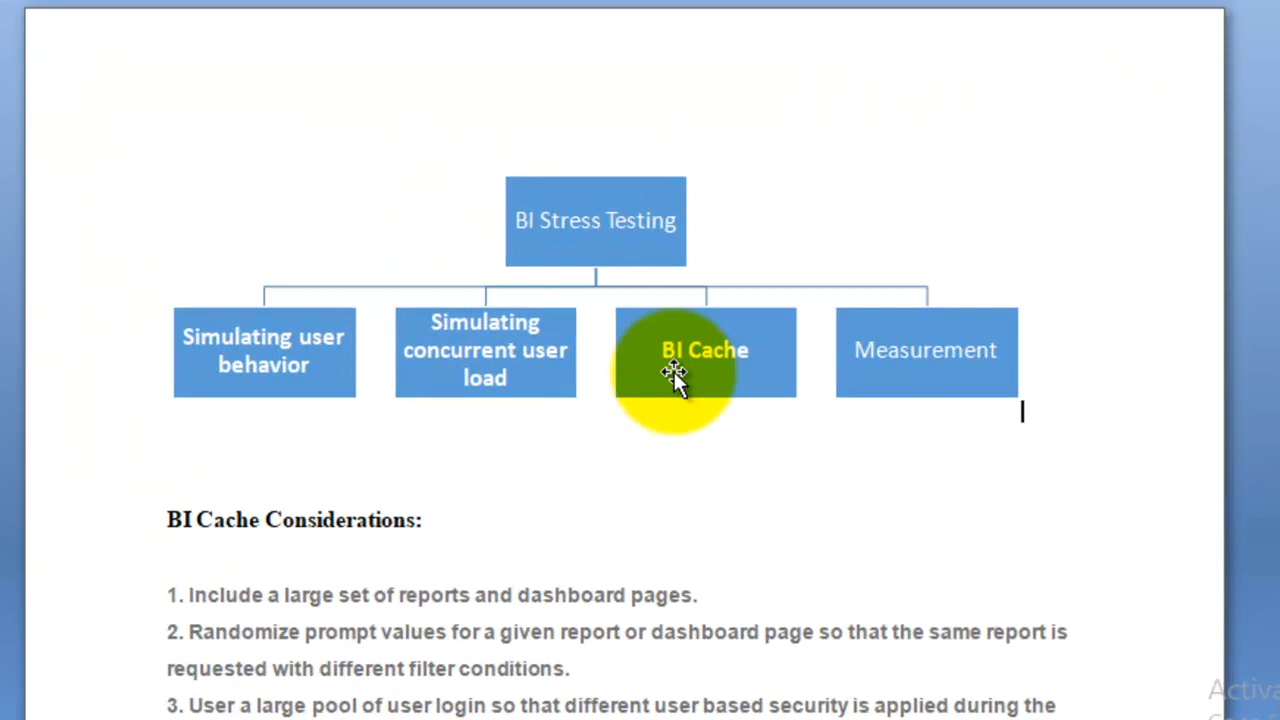 BI Stress Testing
Simulating user
behavior
Simulating
concurrent user
load
BI Cache
Measurement
BI Cache Considerations:
1. Include a large set of reports and dashboard pages.
2. Randomize prompt values for a given report or dashboard page so that the same report is
requested with different filter conditions.
3. User a large pool of user login so that different user based security is applied during the